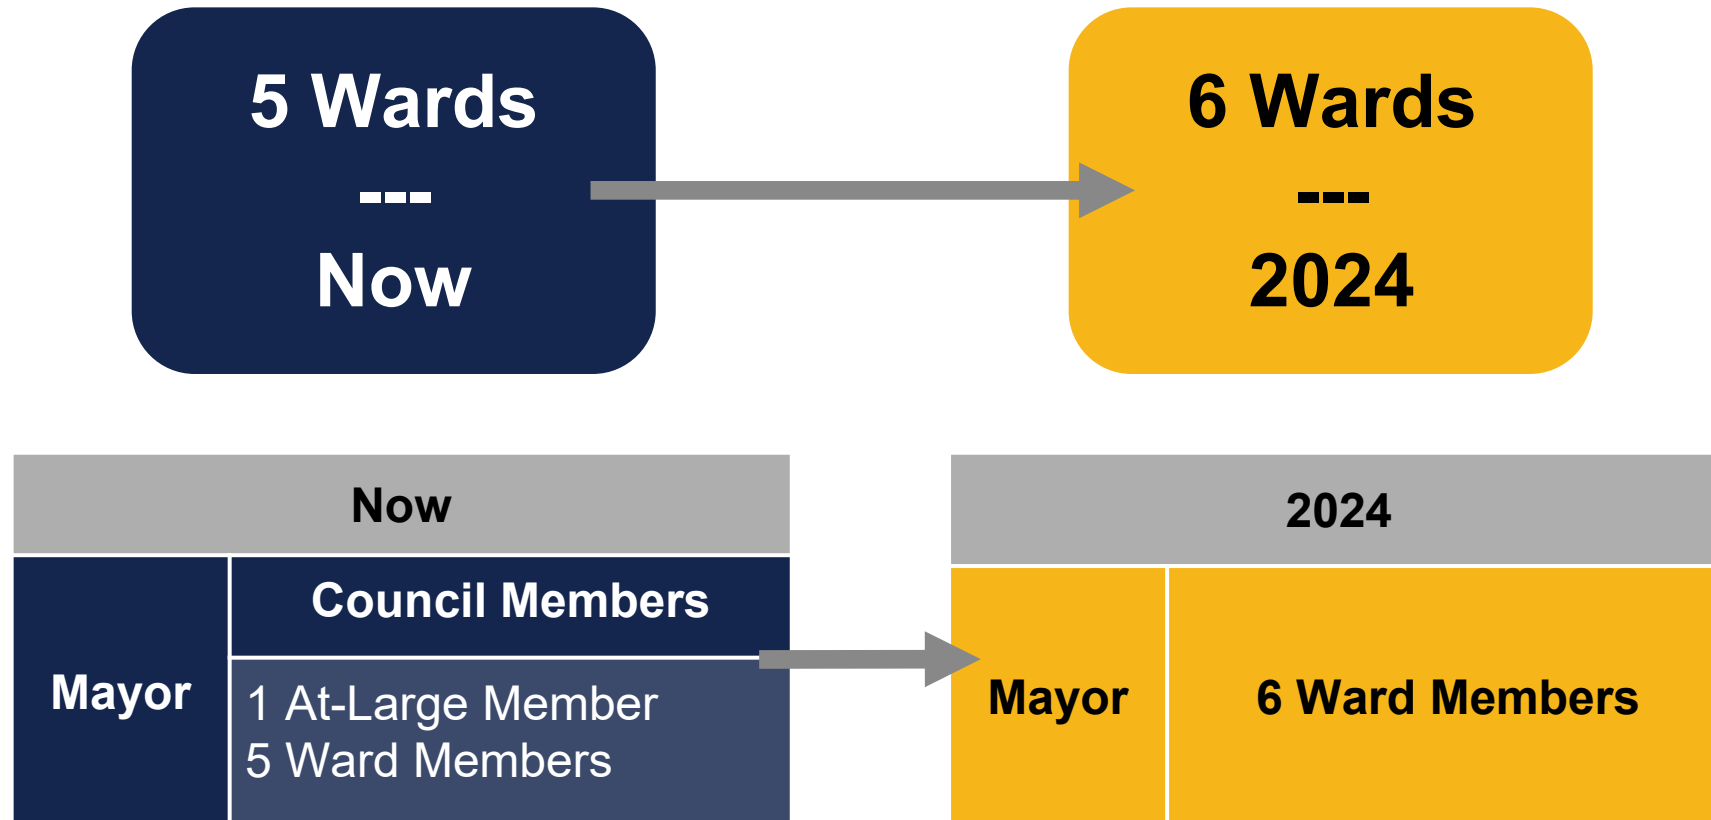 5 Wards
---
Now
6 Wards
---
2024
Now
Mayor
Council Members
1 At-Large Member
5 Ward Members
2024
Mayor
6 Ward Members